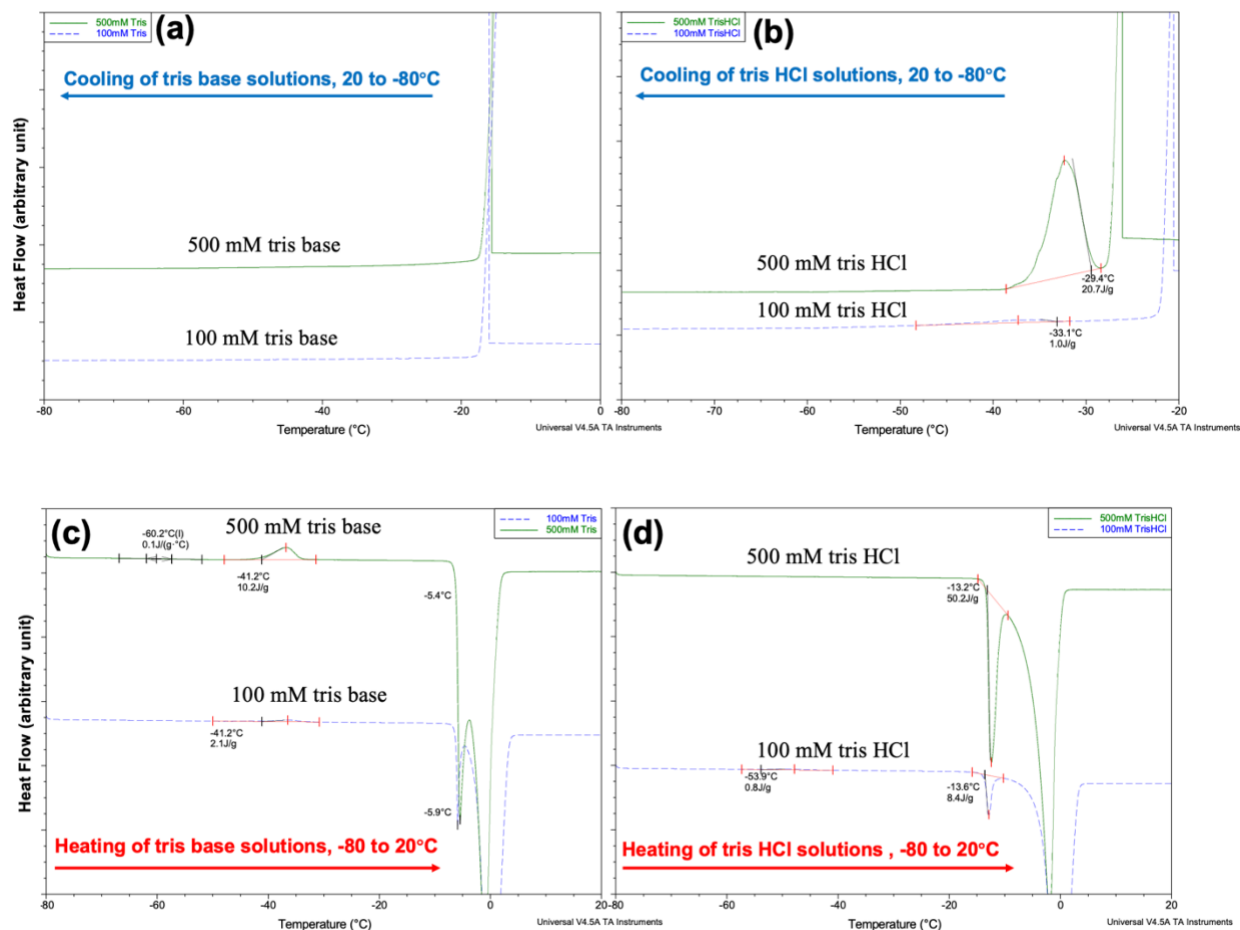 500mM Tris
100mM Tris
(a)
Cooling of tris base solutions, 20 to -80°C
Heat Flow (arbitrary unit)
500 mM tris base
100 mM tris base
-80 -60 -40 -20 0
Temperature (°C)
Universal V4.5A TA Instruments
500mM TrisHCl
100mM TrisHCl
(b)
Cooling of tris HCl solutions, 20 to -80°C
500 mM tris HCl
-29.4°C
20.7J/g
100 mM tris HCl
-33.1°C
1.0J/g
-80 -70 -60 -50 -40 -30 -20
Temperature (°C)
Universal V4.5A TA Instruments
(c)
100mM Tris
500mM Tris
500 mM tris base
-60.2°C(I)
0.1J/(g·°C)
-41.2°C
10.2J/g
-5.4°C
Heat Flow (arbitrary unit)
100 mM tris base
-41.2°C
2.1J/g
-5.9°C
Heating of tris base solutions, -80 to 20°C
-80 -60 -40 -20 0 20
Temperature (°C)
Universal V4.5A TA Instruments
(d)
500mM TrisHCl
100mM TrisHCl
500 mM tris HCl
-13.2°C
50.2J/g
100 mM tris HCl
-53.9°C
0.8J/g
-13.6°C
8.4J/g
Heating of tris HCl solutions , -80 to 20°C
-80 -60 -40 -20 0 20
Temperature (°C)
Universal V4.5A TA Instruments